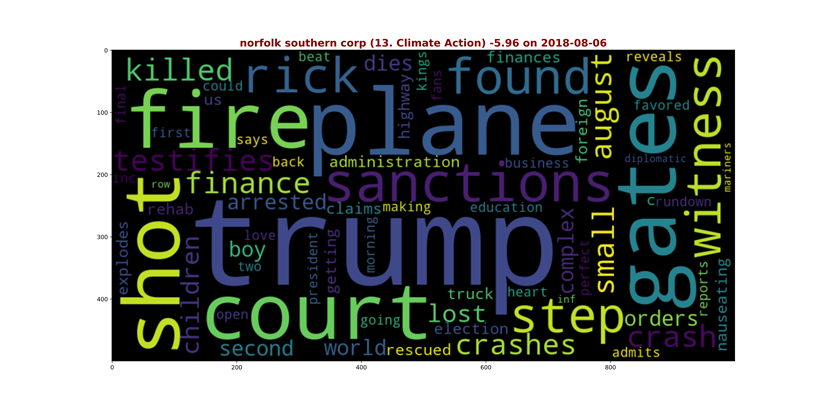 norfolk southern corp (13. Climate Action) -5.96 on 2018-08-06
0
100
200
300
400
0
200
400
600
800
final
killed
could
us
first
fire
says
beat
rick
dies
highway
kings
fans
plane
finances
found
foreign
august
reveals
favored
gates
witness
diplomatic
mariners
testifies
back
administration
business
inc
row
finance
sanctions
rehab
arrested
claims
making
education
c
rundown
shot
explodes
children
boy
love
two
trump
president
getting
morning
complex
perfect
small
open
court
going
truck
heart
inf
lost
election
step
orders
reports
nauseating
crash
second
world
rescued
crashes
admits